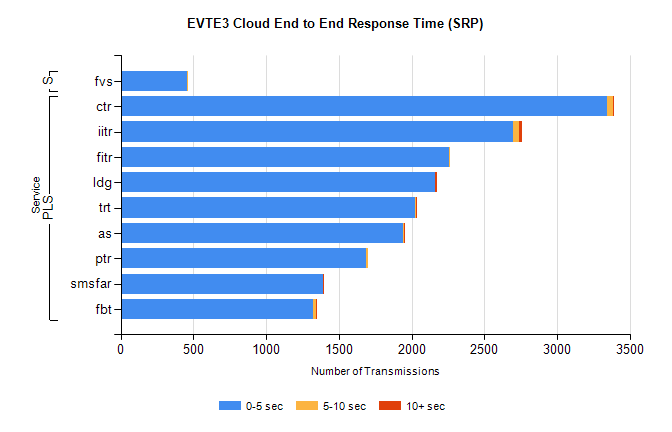 EVTE3 Cloud End to End Response Time (SRP)
Service
S
PLS
fvs
ctr
iitr
fitr
ldg
trt
as
ptr
smsfar
fbt
0 500 1000 1500 2000 2500 3000 3500
Number of Transmissions
0-5 sec 5-10 sec 10+ sec